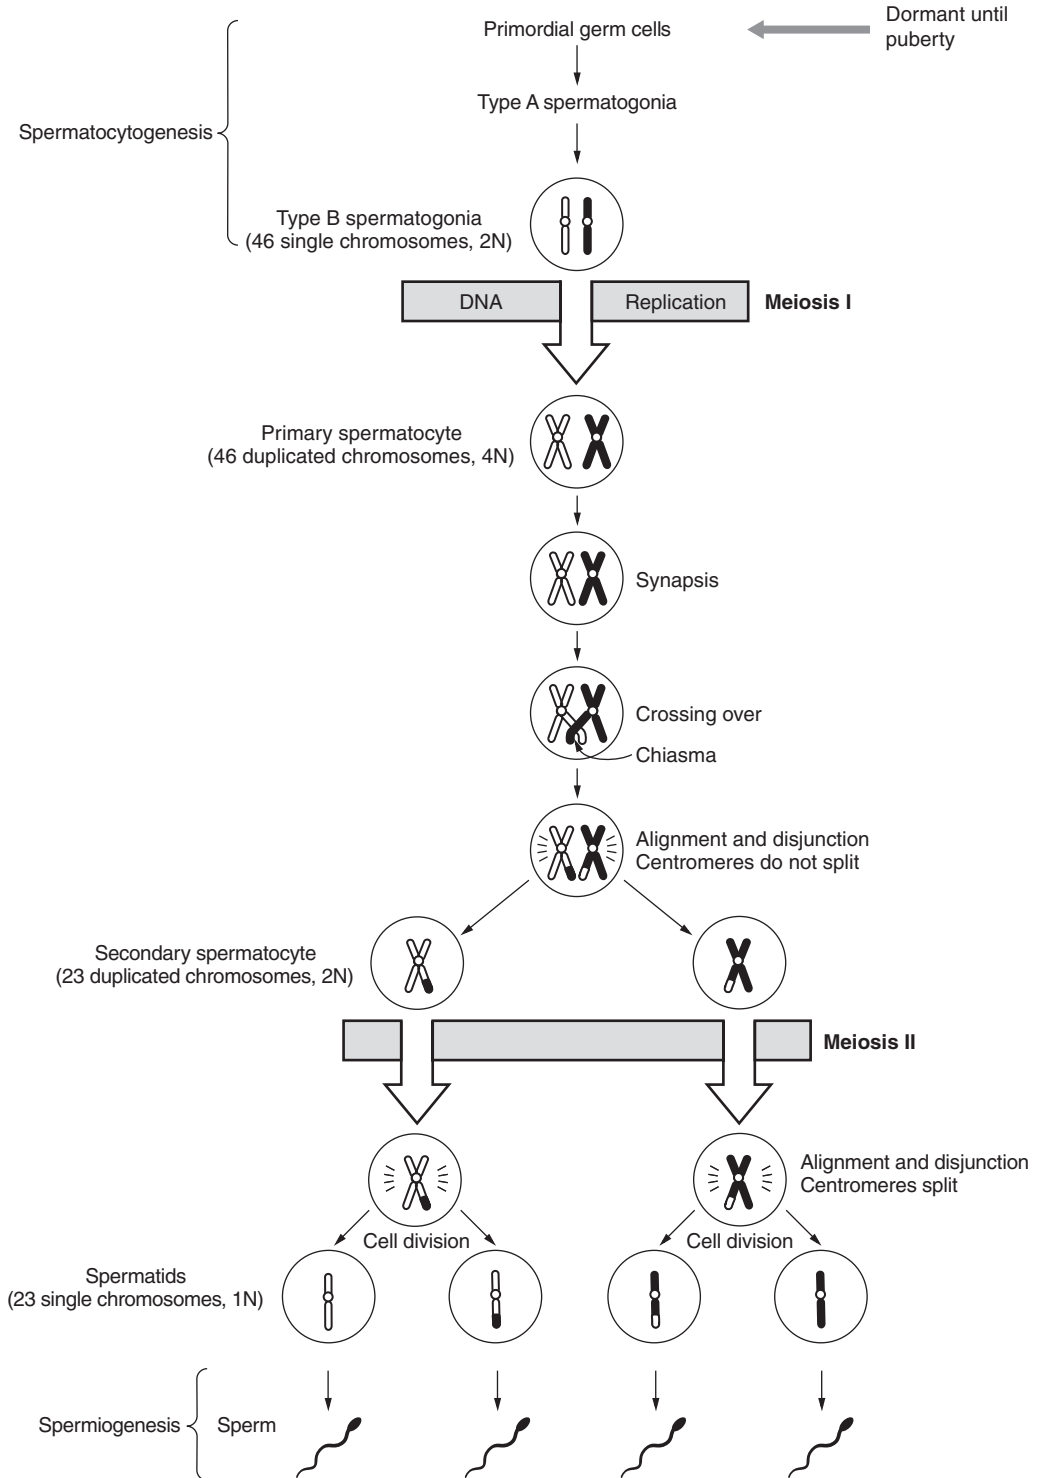 Primordial germ cells
Dormant until
puberty
Type A spermatogonia
Spermatocytogenesis
Type B spermatogonia
(46 single chromosomes, 2N)
DNA
Replication
Meiosis I
Primary spermatocyte
(46 duplicated chromosomes, 4N)
Synapsis
Crossing over
Chiasma
Alignment and disjunction
Centromeres do not split
Secondary spermatocyte
(23 duplicated chromosomes, 2N)
Meiosis II
Alignment and disjunction
Centromeres split
Cell division
Cell division
Spermatids
(23 single chromosomes, 1N)
Spermiogenesis
Sperm